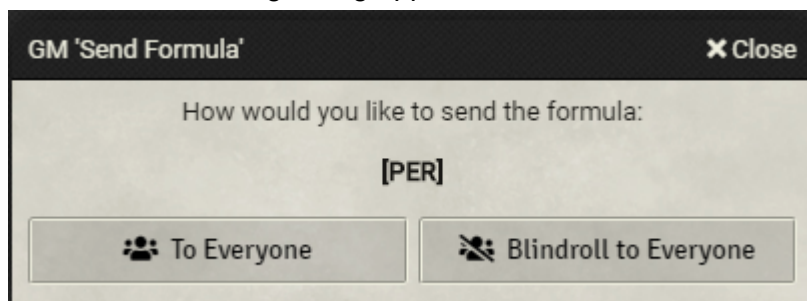 GM 'Send Formula'
✖ Close
How would you like to send the formula:
[PER]
To Everyone
Blindroll to Everyone